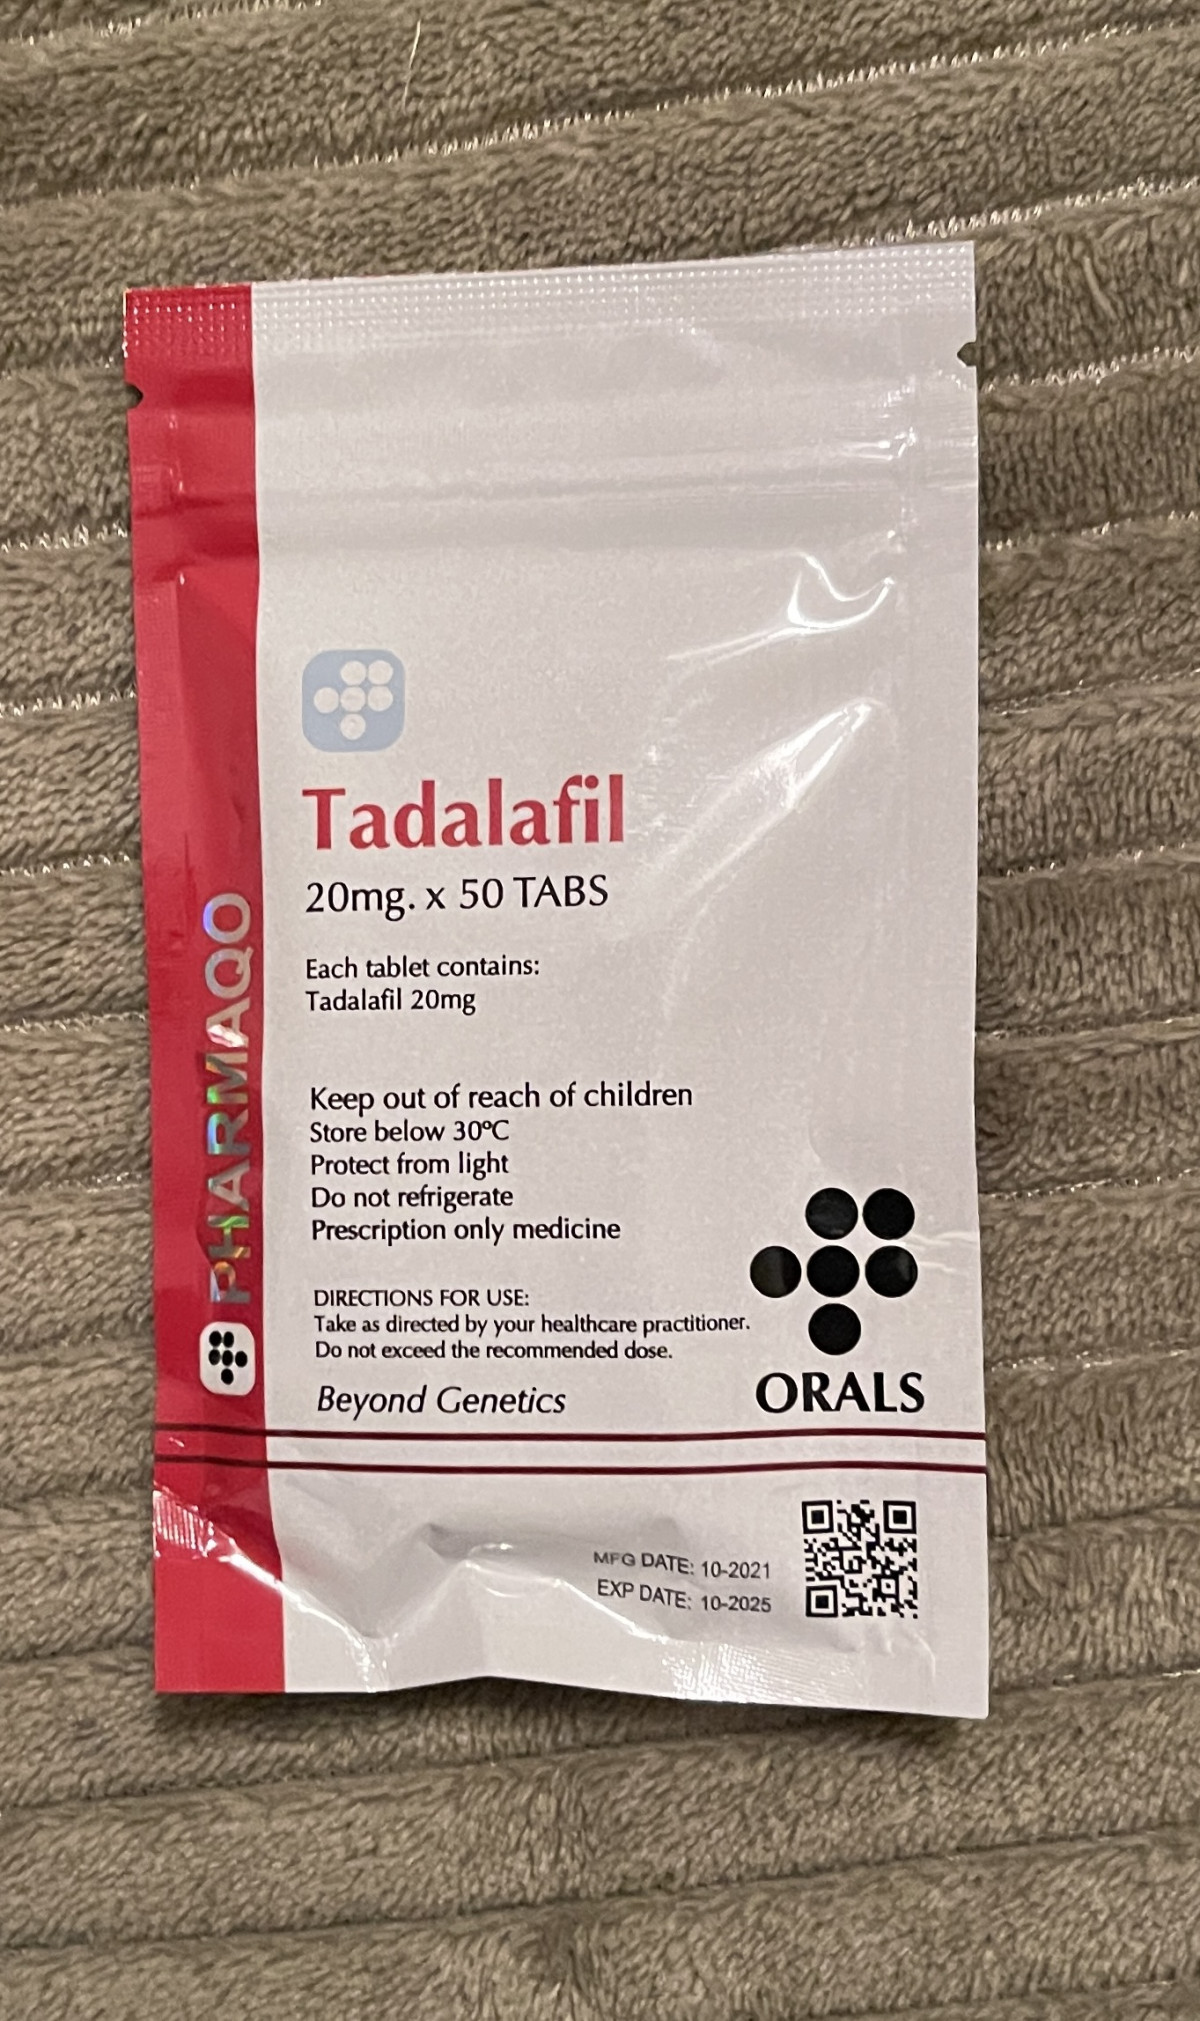 PHARMAQO
Tadalafil
20mg. x 50 TABS
Each tablet contains:
Tadalafil 20mg
Keep out of reach of children
Store below 30ºC
Protect from light
Do not refrigerate
Prescription only medicine
DIRECTIONS FOR USE:
Take as directed by your healthcare practitioner.
Do not exceed the recommended dose.
Beyond Genetics
ORALS
MFG DATE: 10-2021
EXP DATE: 10-2025